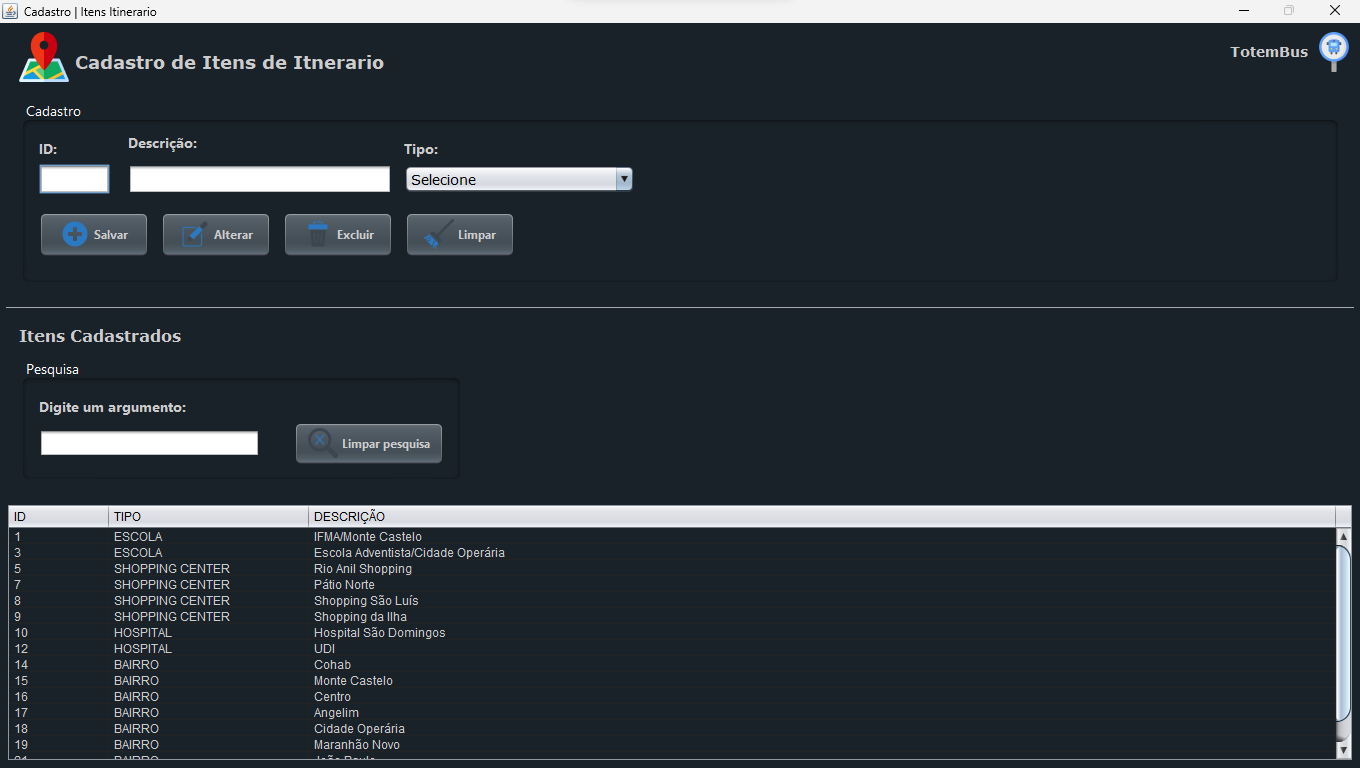 Cadastro | Itens Itinerario
Cadastro de Itens de Itnerario
TotemBus
Cadastro
ID:
Descrição:
Tipo:
Selecione
Salvar
Alterar
Excluir
Limpar
Itens Cadastrados
Pesquisa
Digite um argumento:
Limpar pesquisa
ID TIPO DESCRIÇÃO
1 ESCOLA IFMA/Monte Castelo
3 ESCOLA Escola Adventista/Cidade Operária
5 SHOPPING CENTER Rio Anil Shopping
7 SHOPPING CENTER Pátio Norte
8 SHOPPING CENTER Shopping São Luís
9 SHOPPING CENTER Shopping da Ilha
10 HOSPITAL Hospital São Domingos
12 HOSPITAL UDI
14 BAIRRO Cohab
15 BAIRRO Monte Castelo
16 BAIRRO Centro
17 BAIRRO Angelim
18 BAIRRO Cidade Operária
19 BAIRRO Maranhão Novo